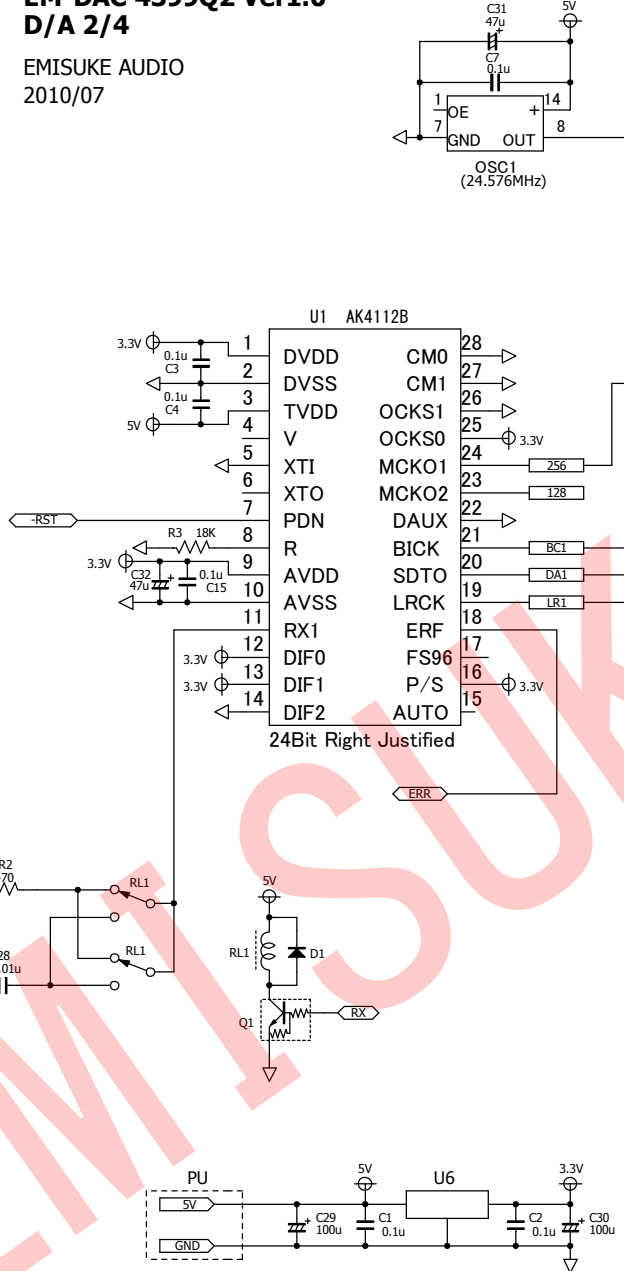 D/A 2/4
EMISUKE AUDIO
2010/07
C31
47u
5V
C7
0.1u
1 OE + 14
7 GND OUT 8
OSC1
(24.576MHz)
U1 AK4112B
3.3V 1 DVDD CM0 28
0.1u
C3
2 DVSS CM1 27
0.1u
C4
3 TVDD OCKS1 26
5V 4 V OCKS0 25 3.3V
5 XTI MCKO1 24 256
6 XTO MCKO2 23 128
-RST 7 PDN DAUX 22
R3 18K 8 R BICK 21 BC1
3.3V 9 AVDD SDTO 20 DA1
C32
47u
0.1u
C15
10 AVSS LRCK 19 LR1
11 RX1 ERF 18
3.3V 12 DIF0 FS96 17
3.3V 13 DIF1 P/S 16 3.3V
14 DIF2 AUTO 15
24Bit Right Justified
ERR
RL1
RL1
5V
RL1 D1
Q1 RX
PU
5V
GND
5V
U6
3.3V
C29
100u
C1
0.1u
C2
0.1u
C30
100u
EMISUK